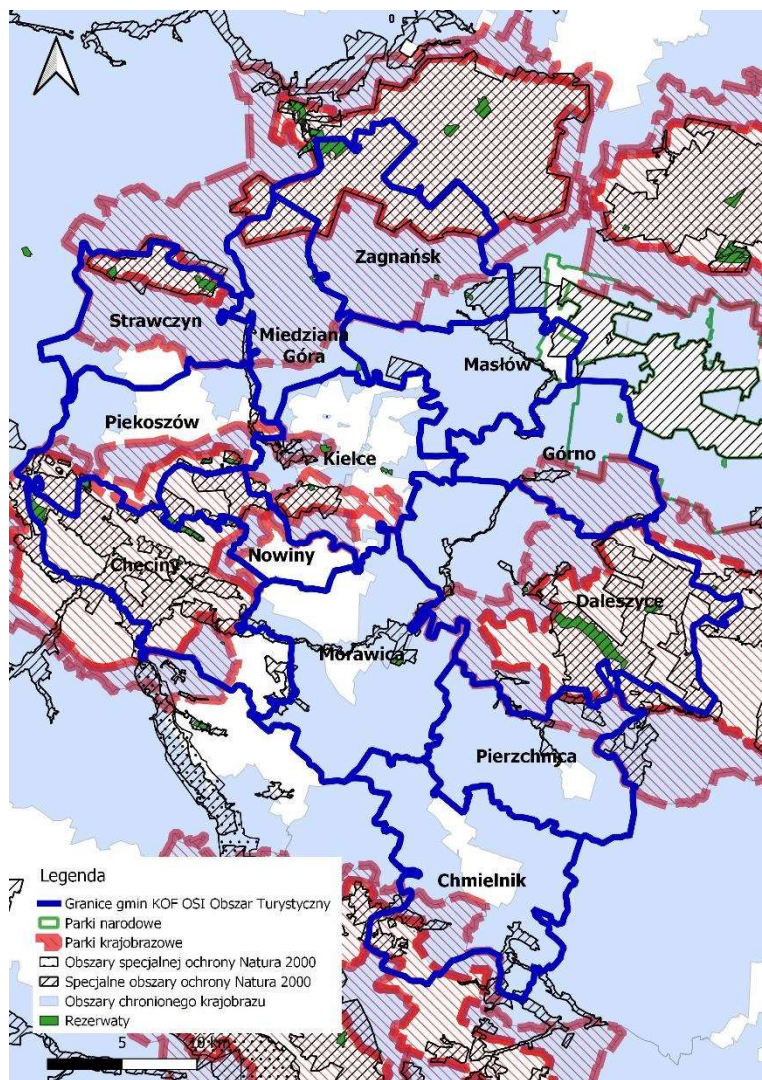 Zagnańsk
Strawczyn
Miedziana
Góra
Masłów
Piekoszów
Kielce
Górno
Nowiny
Chęciny
Daleszyce
Morawica
Pierzchnica
Chmielnik
Legenda
Granice gmin KOF OSI Obszar Turystyczny
Parki narodowe
Parki krajobrazowe
Obszary specjalnej ochrony Natura 2000
Specjalne obszary ochrony Natura 2000
Obszary chronionego krajobrazu
Rezerwaty
0 5 10 km